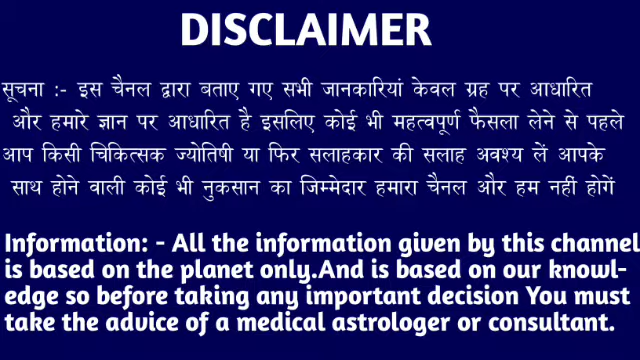 DISCLAIMER
सूचना :- इस चैनल द्वारा बताए गए सभी जानकारियां केवल ग्रह पर आधारित
और हमारे ज्ञान पर आधारित है इसलिए कोई भी महत्वपूर्ण फैसला लेने से पहले
आप किसी चिकित्सक ज्योतिषी या फिर सलाहकार की सलाह अवश्य लें आपके
साथ होने वाली कोई भी नुकसान का जिम्मेदार हमारा चैनल और हम नहीं होगें
Information: - All the information given by this channel
is based on the planet only.And is based on our knowl-
edge so before taking any important decision You must
take the advice of a medical astrologer or consultant.